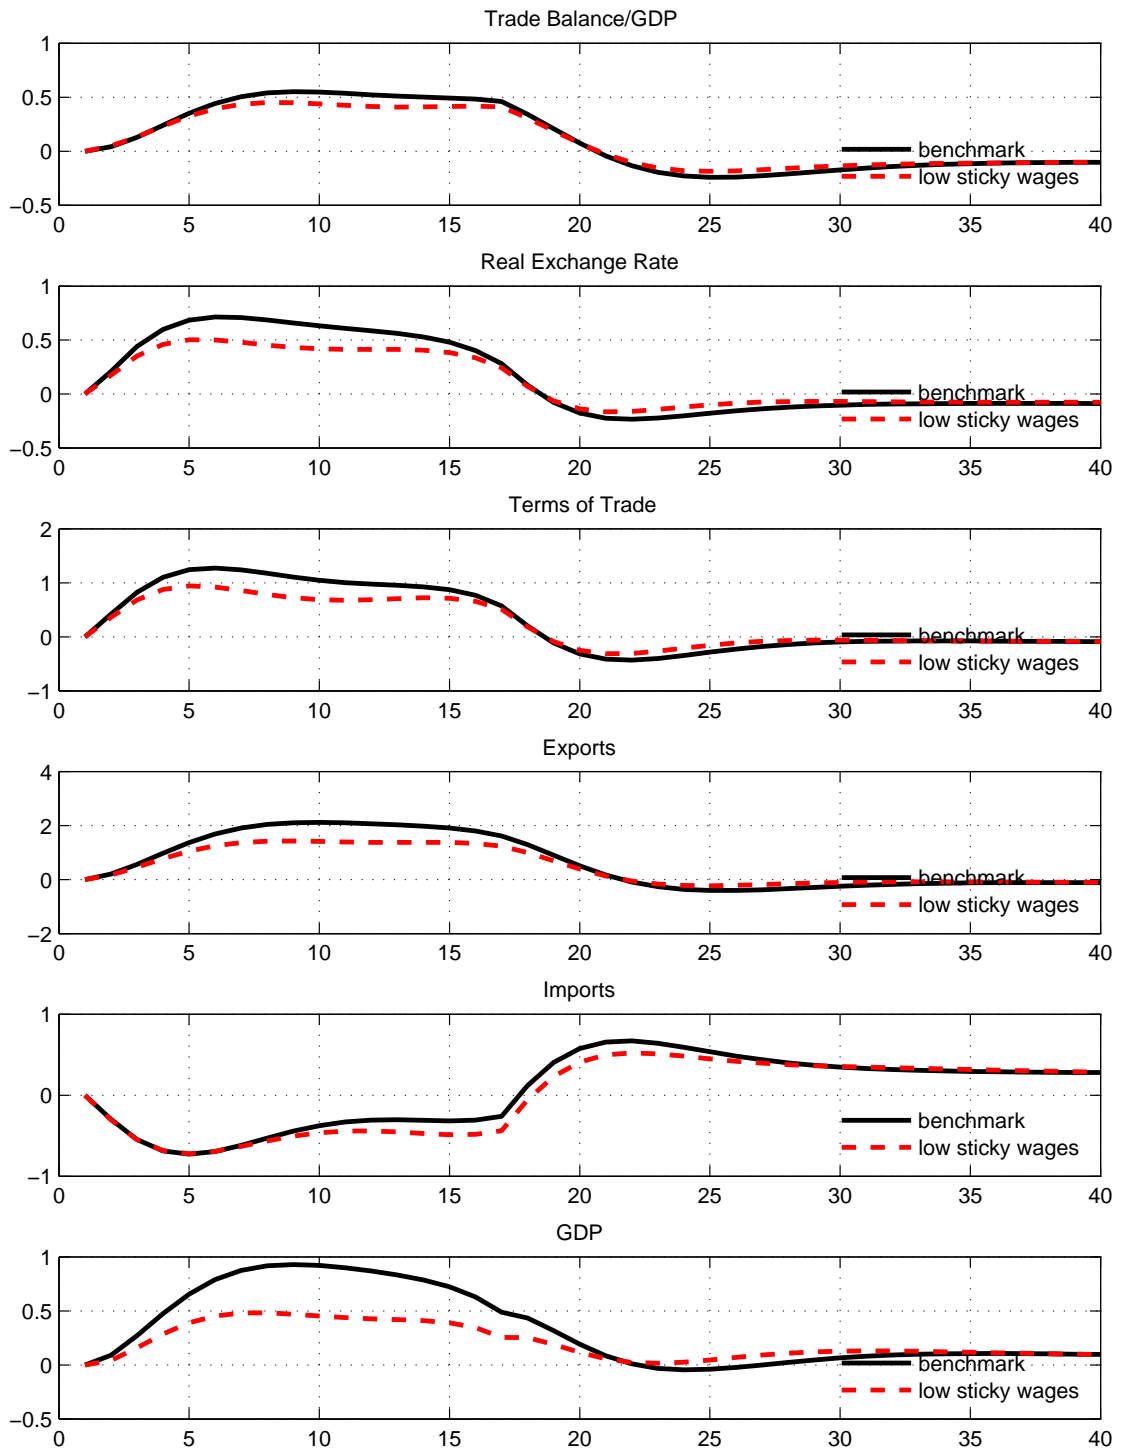 Trade Balance/GDP
1
0.5
0
−0.5
benchmark
low sticky wages
0 5 10 15 20 25 30 35 40
Real Exchange Rate
1
0.5
0
−0.5
benchmark
low sticky wages
0 5 10 15 20 25 30 35 40
Terms of Trade
2
1
0
−1
benchmark
low sticky wages
0 5 10 15 20 25 30 35 40
Exports
4
2
0
−2
benchmark
low sticky wages
0 5 10 15 20 25 30 35 40
Imports
1
0
−1
benchmark
low sticky wages
0 5 10 15 20 25 30 35 40
GDP
1
0.5
0
−0.5
benchmark
low sticky wages
0 5 10 15 20 25 30 35 40